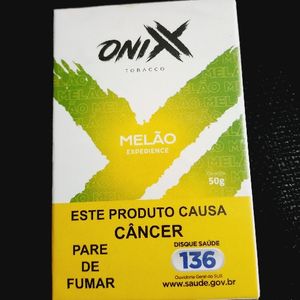 ONIX
TOBACCO
MELÃO
EXPERIENCE
50g
ESTE PRODUTO CAUSA
CÂNCER
PARE
DE
FUMAR
DISQUE SAÚDE
136
Ouvidoria Geral do SUS
www.saude.gov.br